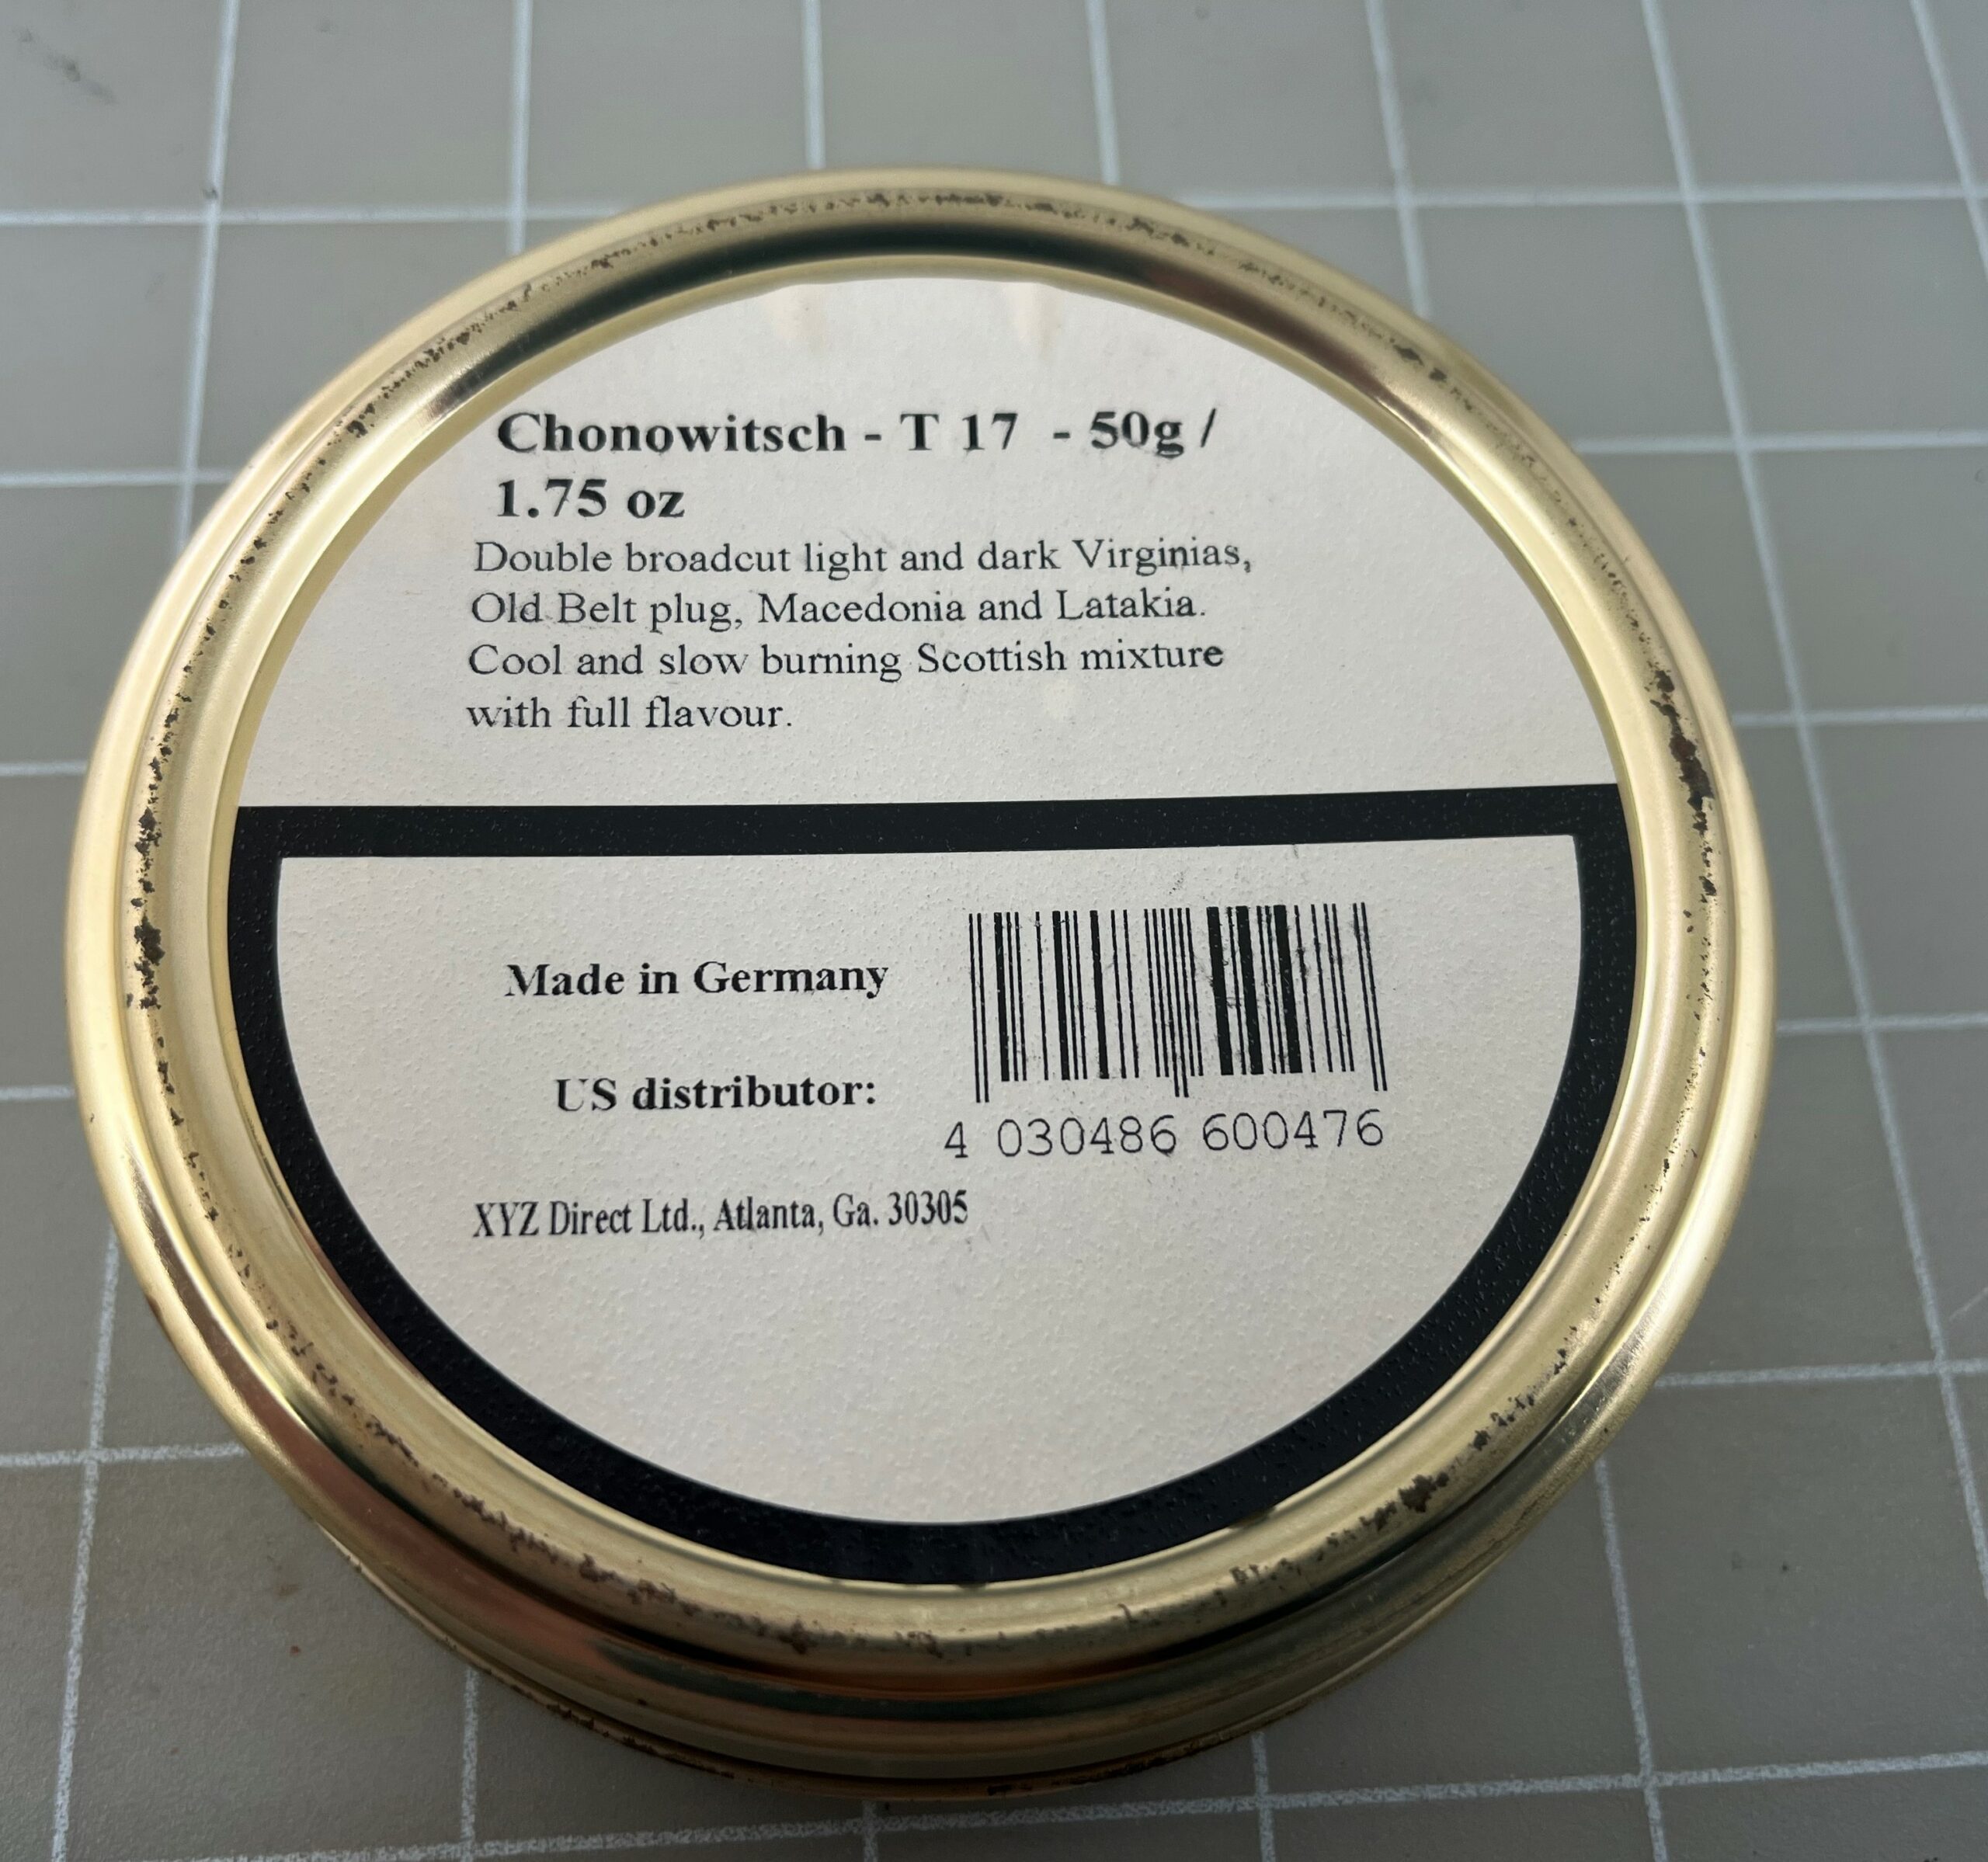 Chonowitsch - T 17 - 50g /
1.75 oz
Double broadcut light and dark Virginias,
Old Belt plug, Macedonia and Latakia.
Cool and slow burning Scottish mixture
with full flavour.
Made in Germany
US distributor:
4 030486 600476
XYZ Direct Ltd., Atlanta, Ga. 30305